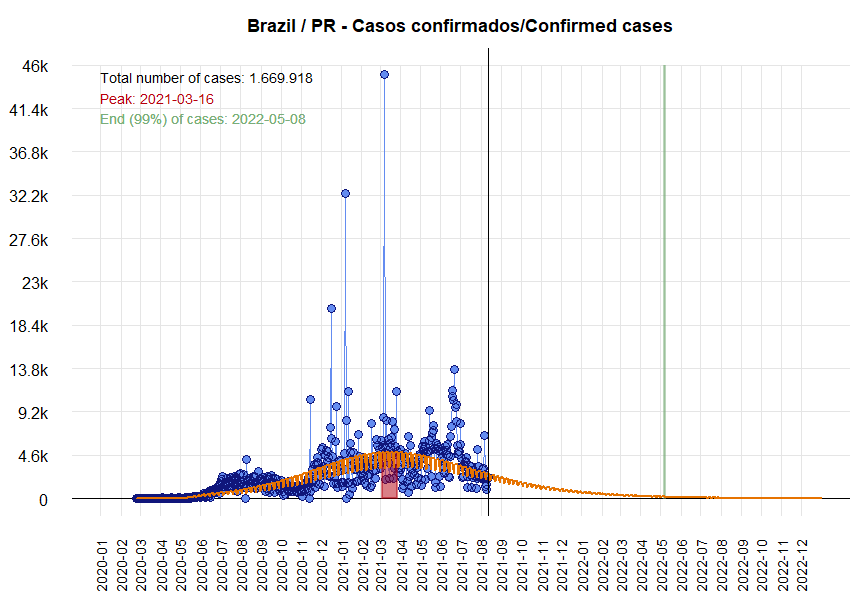 Brazil / PR - Casos confirmados/Confirmed cases
46k
Total number of cases: 1.669.918
Peak: 2021-03-16
41.4k
End (99%) of cases: 2022-05-08
36.8k
32.2k
27.6k
23k
18.4k
13.8k
9.2k
4.6k
0
2020-01
2020-02
2020-03
2020-04
2020-05
2020-06
2020-07
2020-08
2020-09
2020-10
2020-11
2020-12
2021-01
2021-02
2021-03
2021-04
2021-05
2021-06
2021-07
2021-08
2021-09
2021-10
2021-11
2021-12
2022-01
2022-02
2022-03
2022-04
2022-05
2022-06
2022-07
2022-08
2022-09
2022-10
2022-11
2022-12